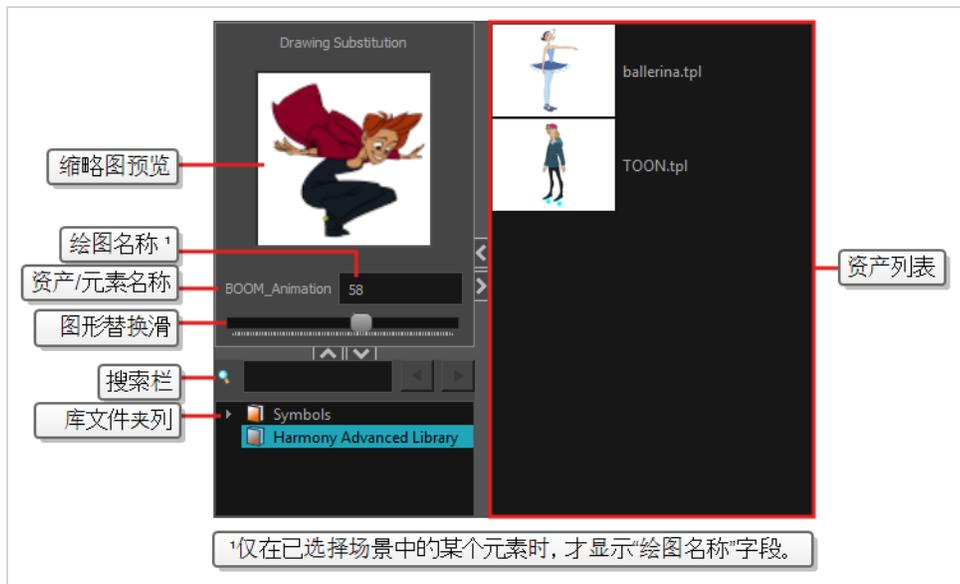 Drawing Substitution
ballerina.tpl
TOON.tpl
缩略图预览
绘图名称 ¹
资产/元素名称
BOOM_Animation
58
资产列表
图形替换滑
搜索栏
库文件夹列
Symbols
Harmony Advanced Library
¹仅在已选择场景中的某个元素时, 才显示“绘图名称”字段。